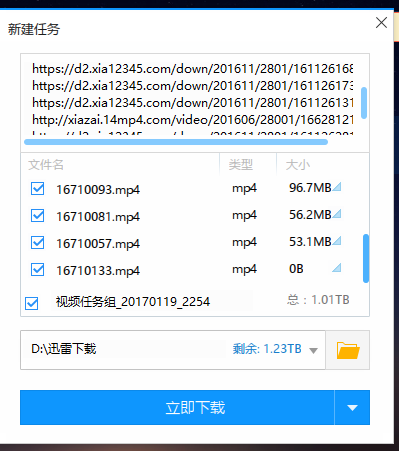 新建任务
https://d2.xia12345.com/down/201611/2801/161126168
https://d2.xia12345.com/down/201611/2801/161126173
https://d2.xia12345.com/down/201611/2801/161126131
http://xiazai.14mp4.com/video/201606/28001/16628121
文件名 类型 大小
16710093.mp4 mp4 96.7MB
16710081.mp4 mp4 56.2MB
16710057.mp4 mp4 53.1MB
16710133.mp4 mp4 0B
视频任务组_20170119_2254 总：1.01TB
D:\迅雷下载 剩余: 1.23TB
立即下载